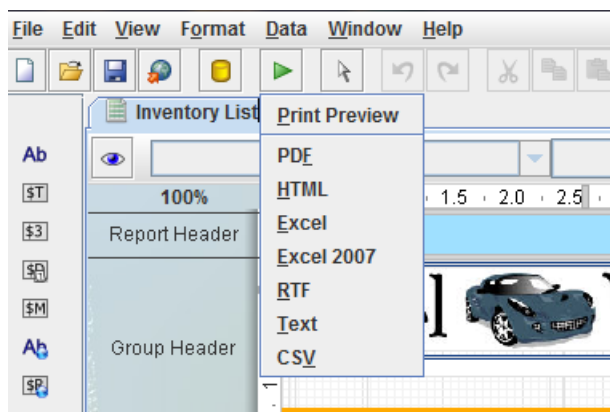 File Edit View Format Data Window Help
Inventory List
Print Preview
Ab
PDF
$T
100%
HTML
1.5 2.0 2.5
$3
Report Header
Excel
Excel 2007
RTF
$M
Text
Ab
Group Header
CSV
1